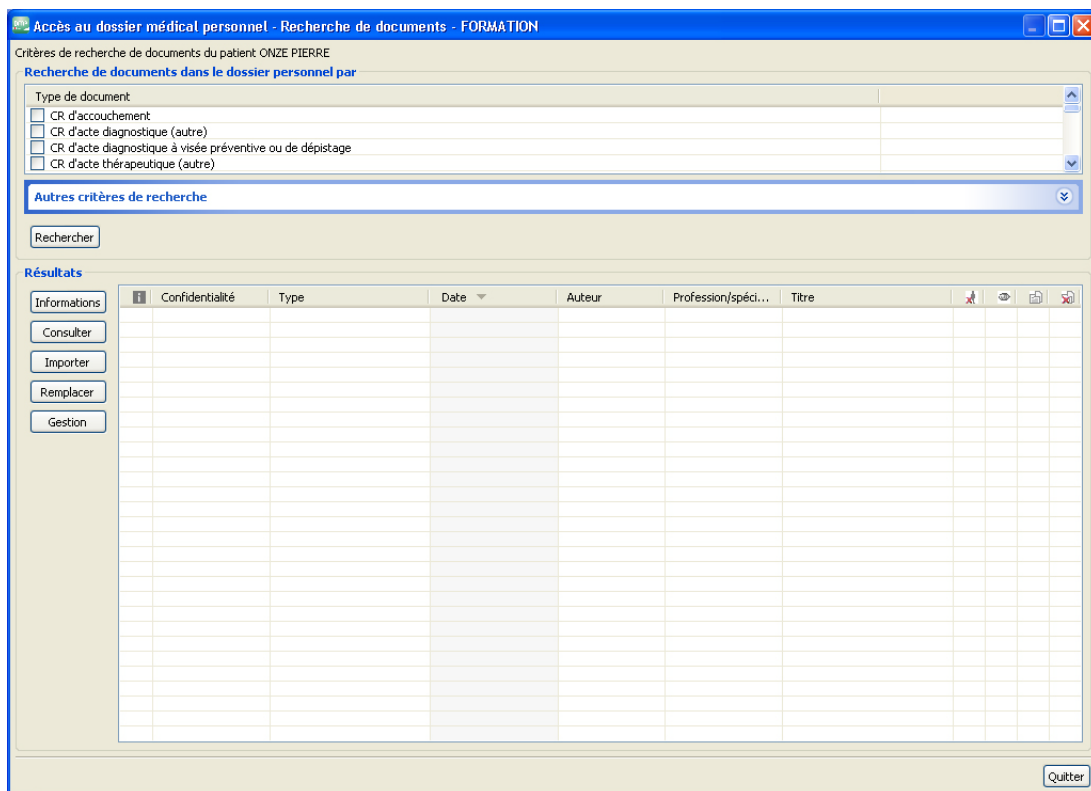 Accès au dossier médical personnel - Recherche de documents - FORMATION
Critères de recherche de documents du patient ONZE PIERRE
Recherche de documents dans le dossier personnel par
Type de document
CR d'accouchement
CR d'acte diagnostique (autre)
CR d'acte diagnostique à visée préventive ou de dépistage
CR d'acte thérapeutique (autre)
Autres critères de recherche
Rechercher
Résultats
Informations
Confidentialité Type Date Auteur Profession/spéci... Titre
Consulter
Importer
Remplacer
Gestion
Quitter